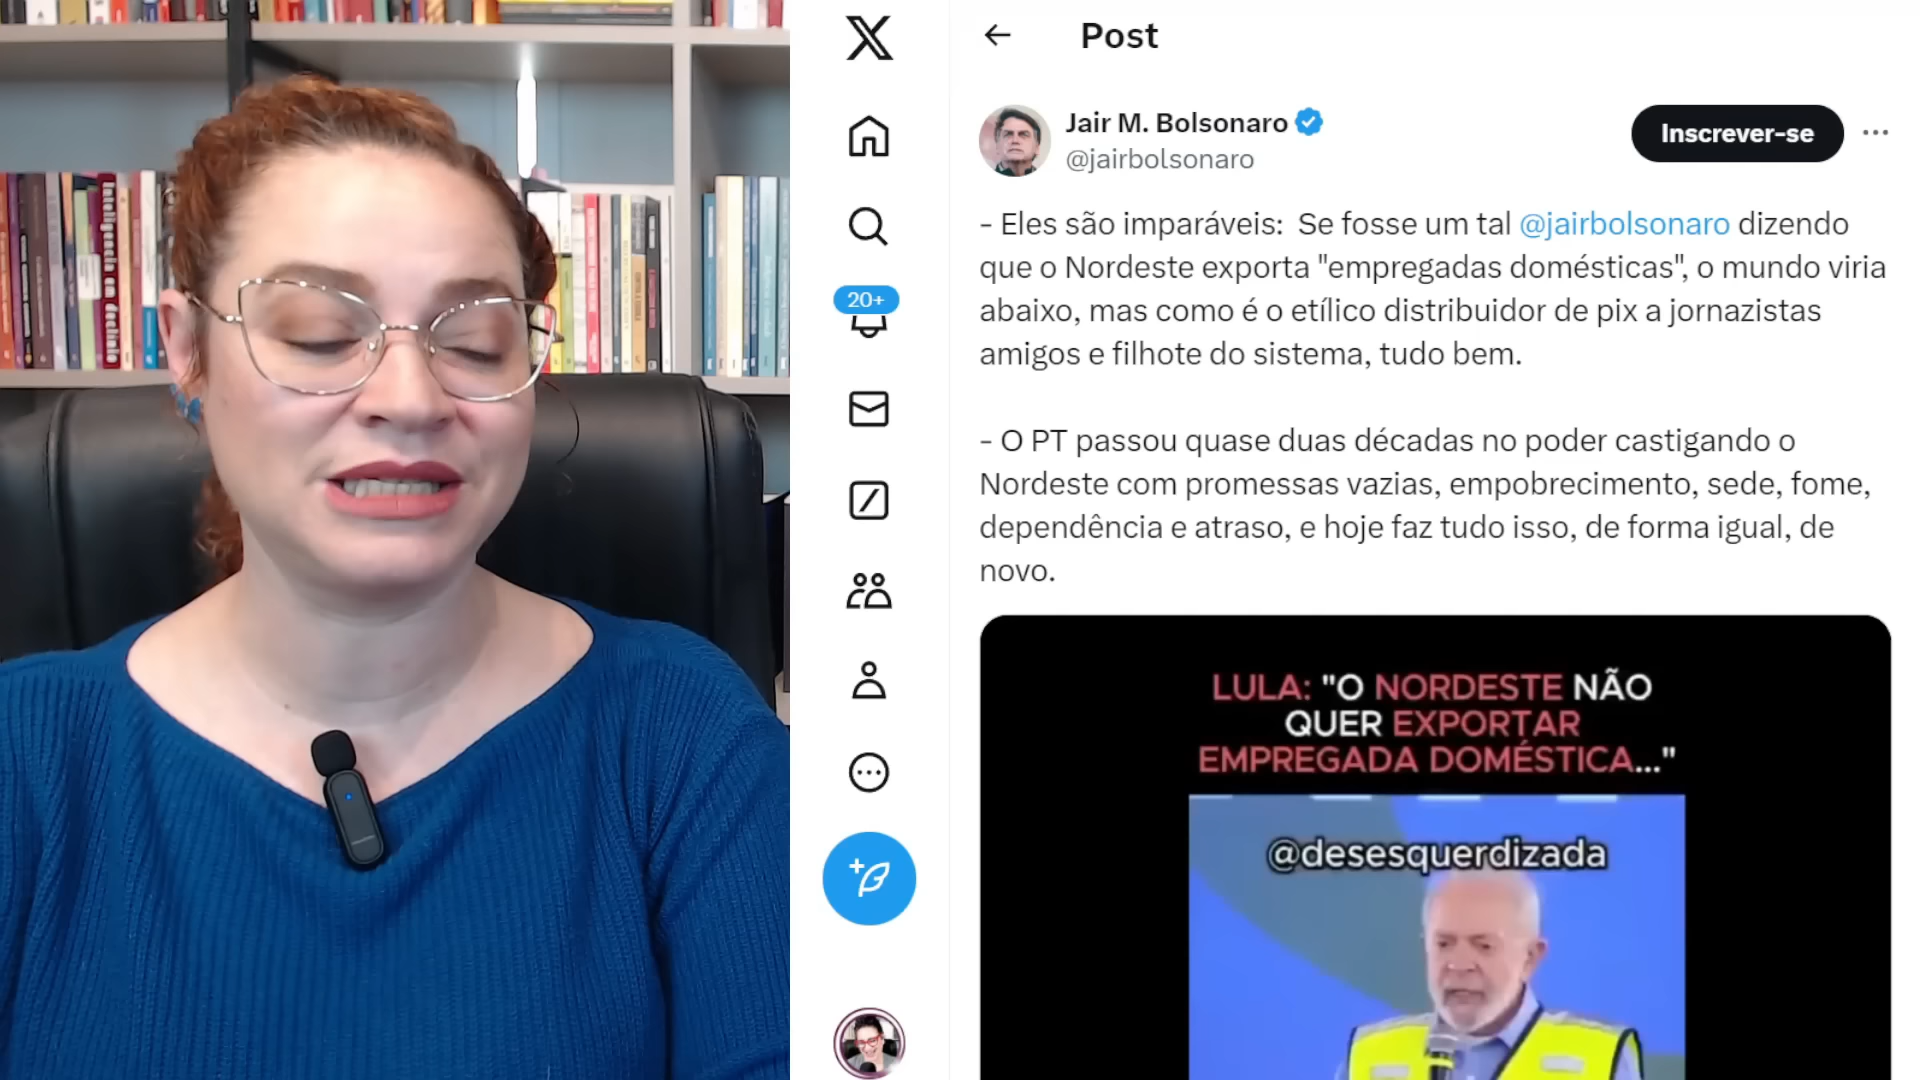 Inteligencia en decúbito
Post
Jair M. Bolsonaro
@jairbolsonaro
Inscrever-se
20+
- Eles são imparáveis:  Se fosse um tal @jairbolsonaro dizendo
que o Nordeste exporta "empregadas domésticas", o mundo viria
abaixo, mas como é o etílico distribuidor de pix a jornazistas
amigos e filhote do sistema, tudo bem.
- O PT passou quase duas décadas no poder castigando o
Nordeste com promessas vazias, empobrecimento, sede, fome,
dependência e atraso, e hoje faz tudo isso, de forma igual, de
novo.
LULA: "O NORDESTE NÃO
QUER EXPORTAR
EMPREGADA DOMÉSTICA..."
@desesquerdizada